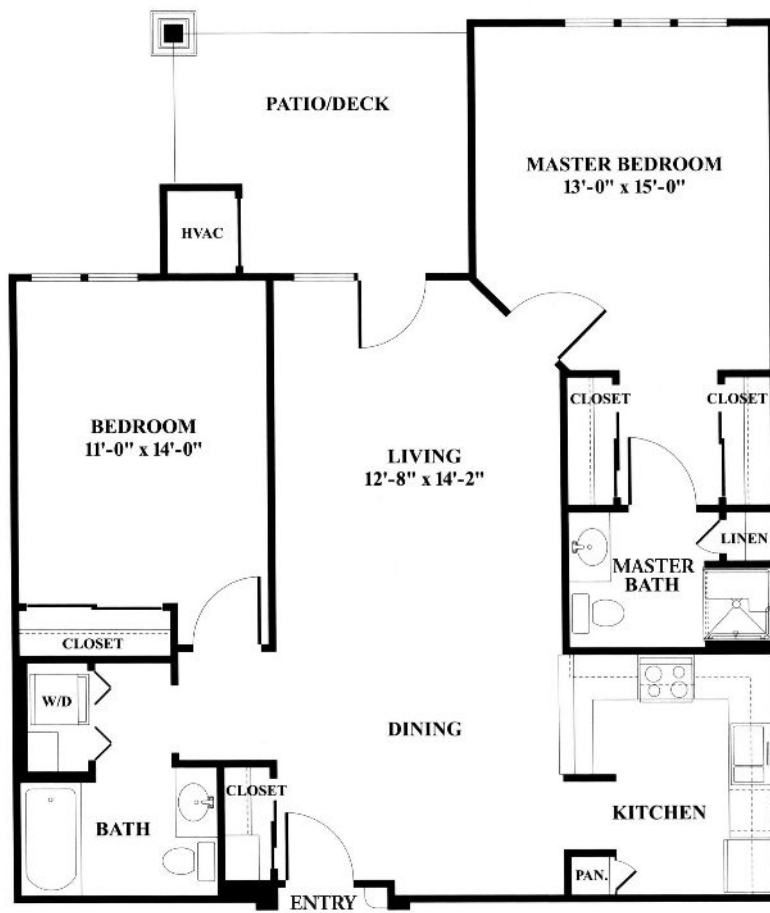 PATIO/DECK
MASTER BEDROOM
13'-0" x 15'-0"
HVAC
BEDROOM
11'-0" x 14'-0"
CLOSET
CLOSET
LIVING
12'-8" x 14'-2"
LINEN
MASTER
BATH
CLOSET
W/D
DINING
CLOSET
KITCHEN
BATH
PAN.
ENTRY